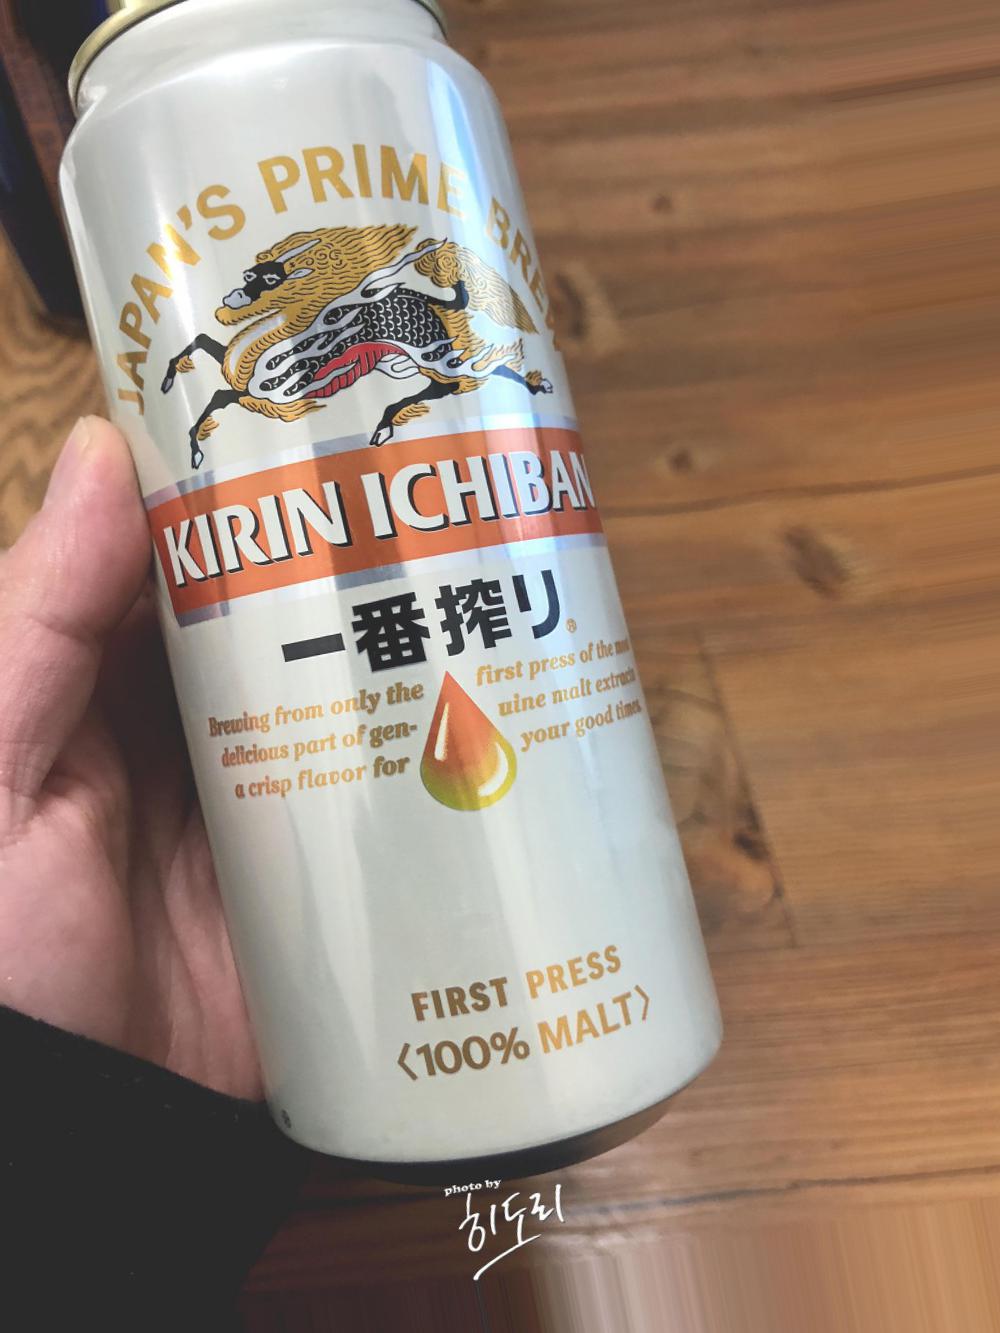 JAPAN'S PRIME BREW
KIRIN ICHIBAN
一番搾り®
Brewing from only the first press of the most
delicious part of gen- uine malt extracts
a crisp flavor for your good times
FIRST PRESS
〈100% MALT〉
photo by
히도리